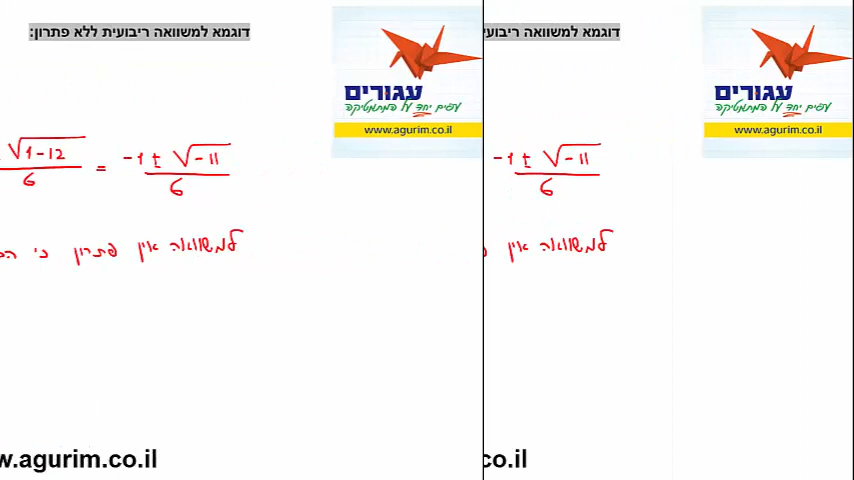 דוגמא למשוואה ריבועית ללא פתרון:
עגורים
עפים יחד על המתמטיקה
www.agurim.co.il
√1-12 / 6 = -1 ± √-11 / 6
למשוואה אין פתרון כי
w.agurim.co.il
דוגמא למשוואה ריבועי
עגורים
עפים יחד על המתמטיקה
www.agurim.co.il
-1 ± √-11 / 6
למשוואה אין
co.il